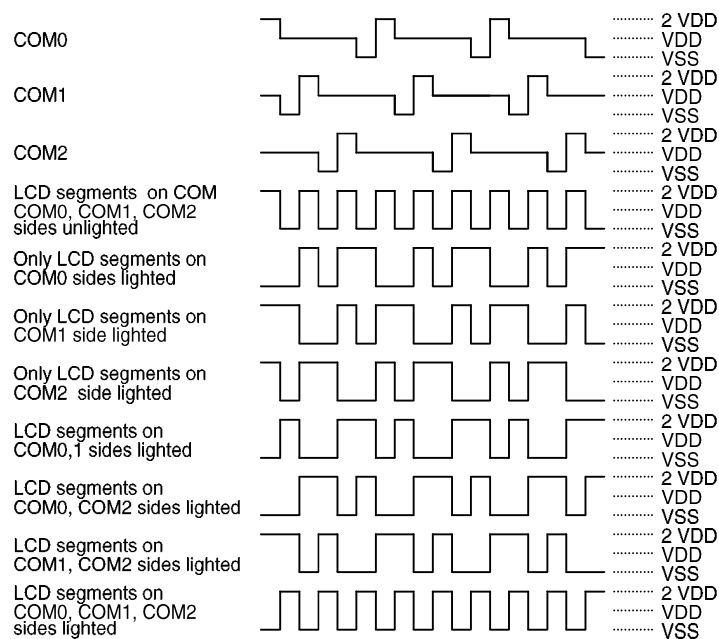 COM0
2 VDD
VDD
VSS
COM1
2 VDD
VDD
VSS
COM2
2 VDD
VDD
VSS
LCD segments on COM
COM0, COM1, COM2
sides unlighted
2 VDD
VDD
VSS
Only LCD segments on
COM0 sides lighted
2 VDD
VDD
VSS
Only LCD segments on
COM1 side lighted
2 VDD
VDD
VSS
Only LCD segments on
COM2 side lighted
2 VDD
VDD
VSS
LCD segments on
COM0,1 sides lighted
2 VDD
VDD
VSS
LCD segments on
COM0, COM2 sides lighted
2 VDD
VDD
VSS
LCD segments on
COM1, COM2 sides lighted
2 VDD
VDD
VSS
LCD segments on
COM0, COM1, COM2
sides lighted
2 VDD
VDD
VSS